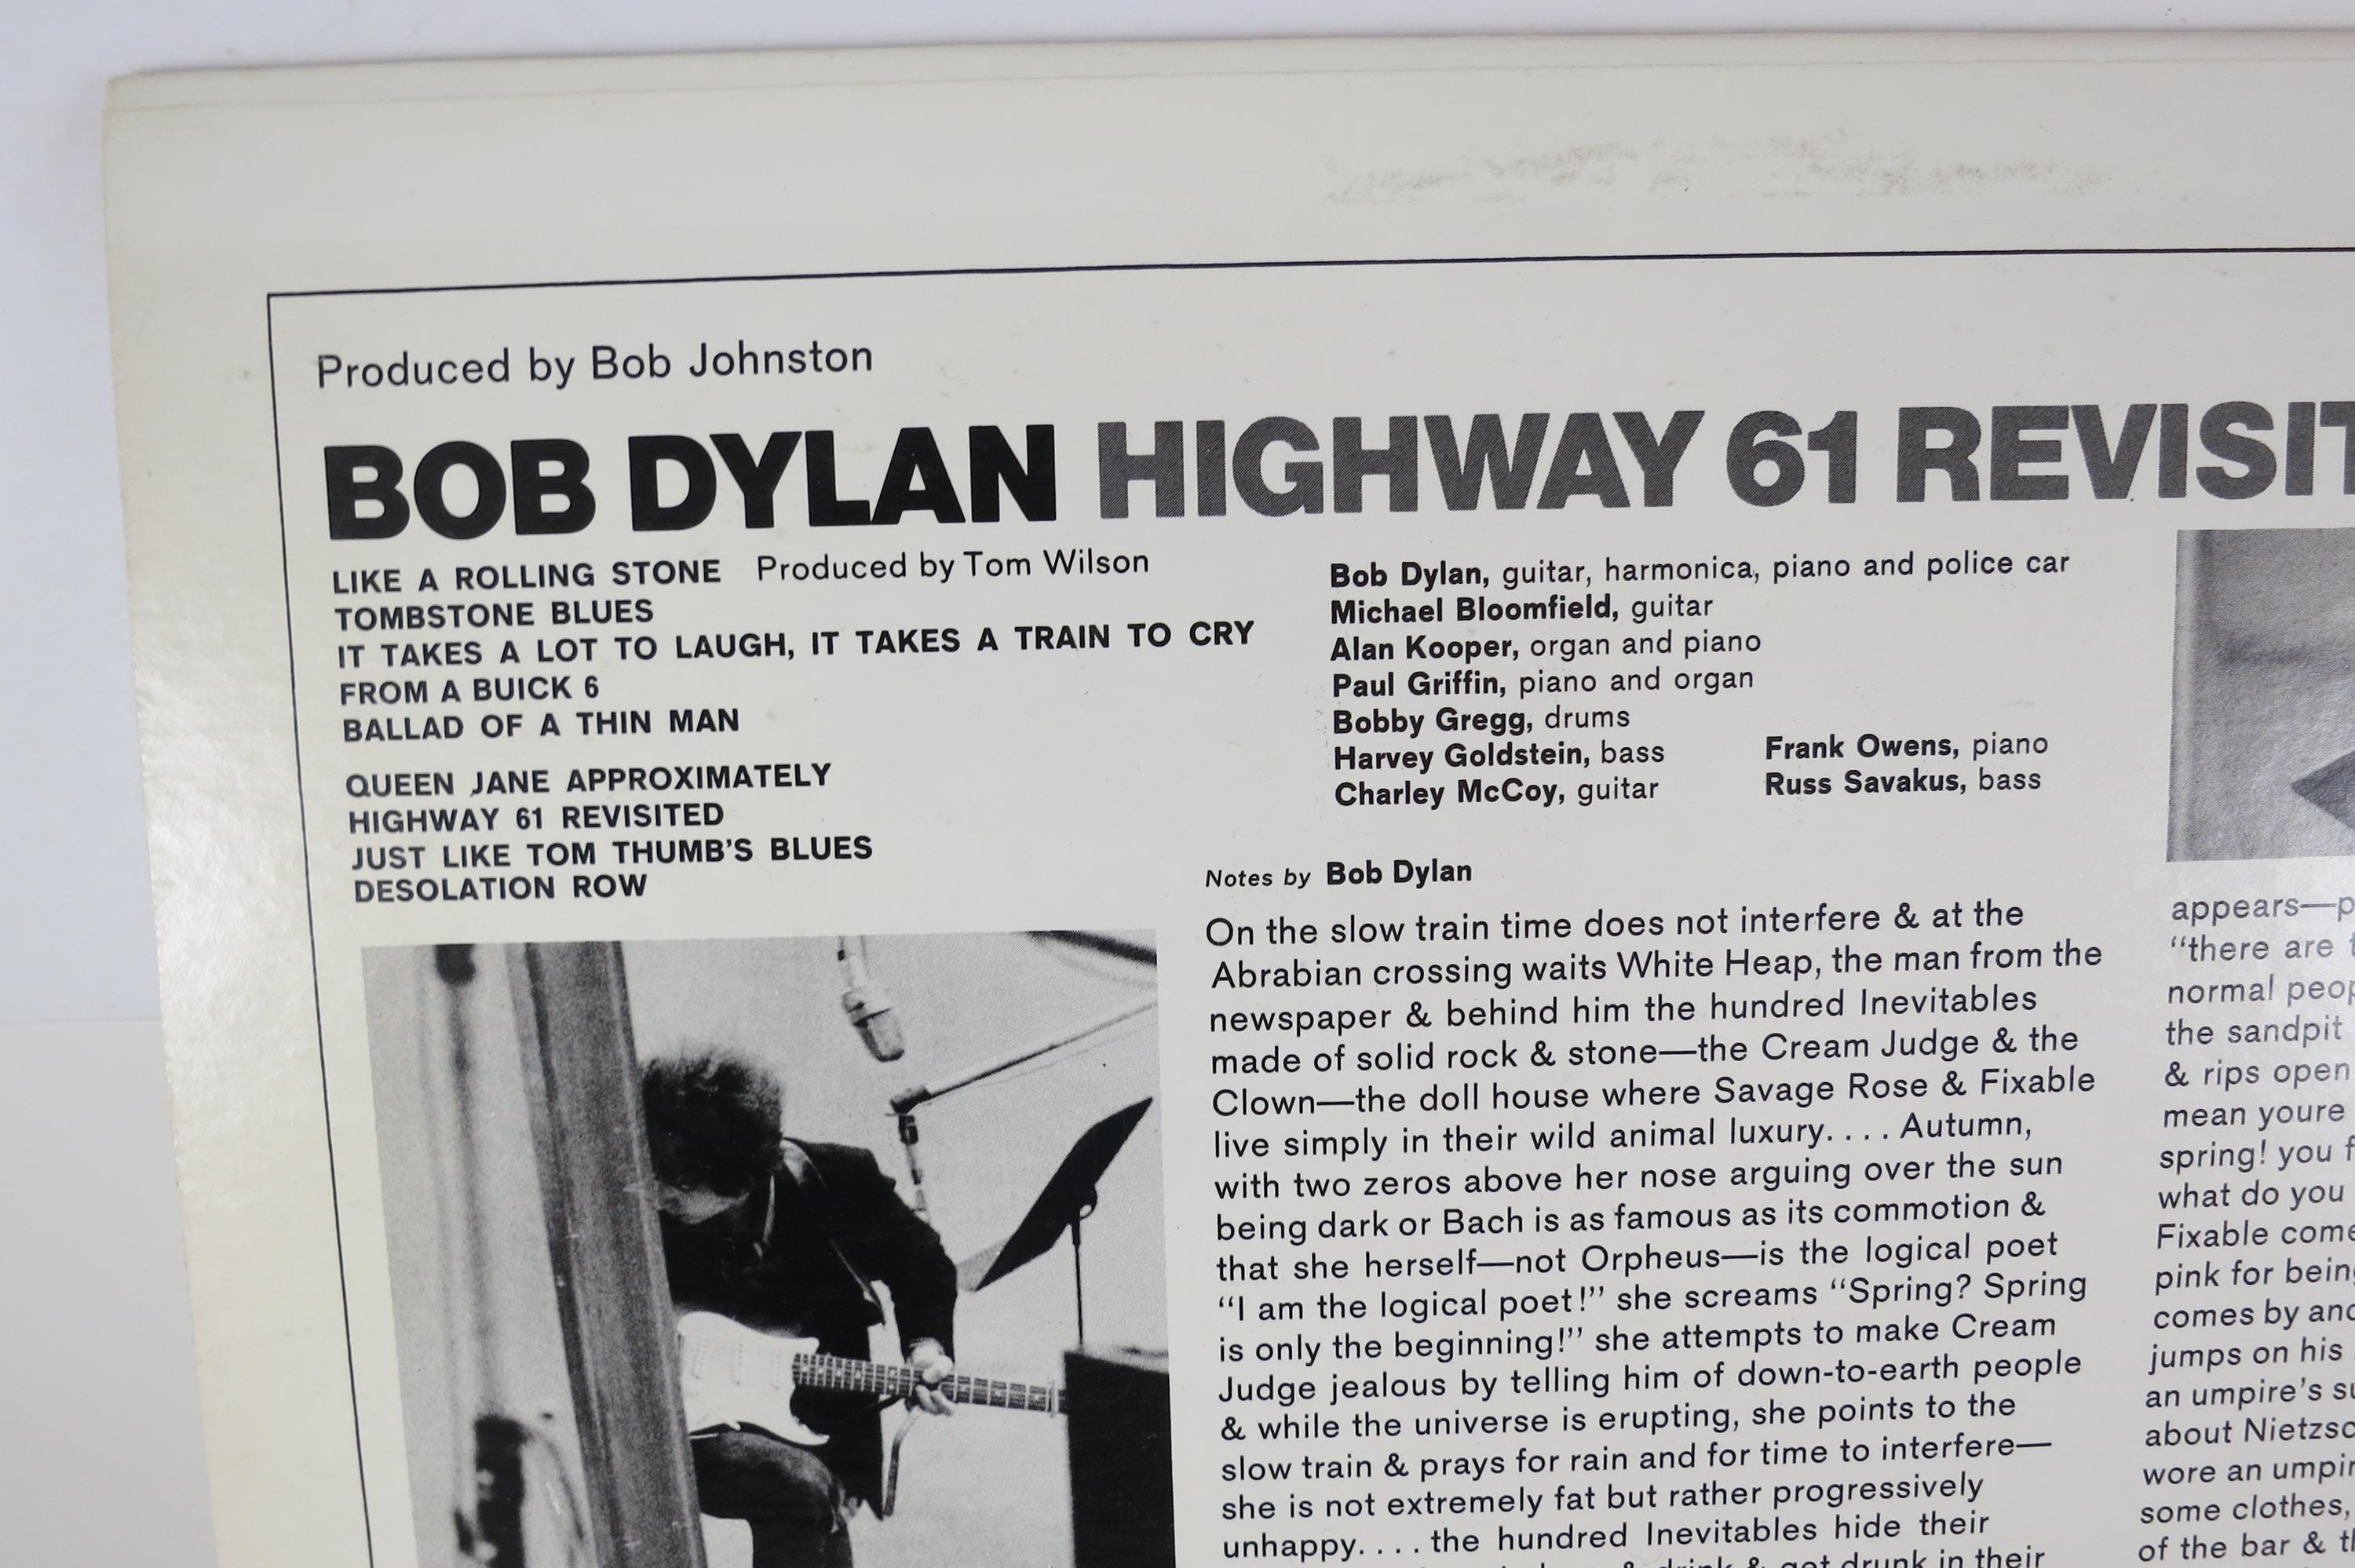 Produced by Bob Johnston
BOB DYLAN HIGHWAY 61 REVISIT
LIKE A ROLLING STONE Produced by Tom Wilson
TOMBSTONE BLUES
IT TAKES A LOT TO LAUGH, IT TAKES A TRAIN TO CRY
FROM A BUICK 6
BALLAD OF A THIN MAN
QUEEN JANE APPROXIMATELY
HIGHWAY 61 REVISITED
JUST LIKE TOM THUMB'S BLUES
DESOLATION ROW
Bob Dylan, guitar, harmonica, piano and police car
Michael Bloomfield, guitar
Alan Kooper, organ and piano
Paul Griffin, piano and organ
Bobby Gregg, drums
Harvey Goldstein, bass
Charley McCoy, guitar
Frank Owens, piano
Russ Savakus, bass
Notes by Bob Dylan
On the slow train time does not interfere & at the
Abrabian crossing waits White Heap, the man from the
newspaper & behind him the hundred Inevitables
made of solid rock & stone—the Cream Judge & the
Clown—the doll house where Savage Rose & Fixable
live simply in their wild animal luxury. . . . Autumn,
with two zeros above her nose arguing over the sun
being dark or Bach is as famous as its commotion &
that she herself—not Orpheus—is the logical poet
“I am the logical poet!” she screams “Spring? Spring
is only the beginning!” she attempts to make Cream
Judge jealous by telling him of down-to-earth people
& while the universe is erupting, she points to the
slow train & prays for rain and for time to interfere—
she is not extremely fat but rather progressively
unhappy. . . . the hundred Inevitables hide their
& drink & get drunk in their
appears—p
“there are
normal peop
the sandpit
& rips open
mean youre
spring! you f
what do you
Fixable come
pink for being
comes by and
jumps on his
an umpire's su
about Nietzsc
wore an umpir
some clothes,
of the bar & th